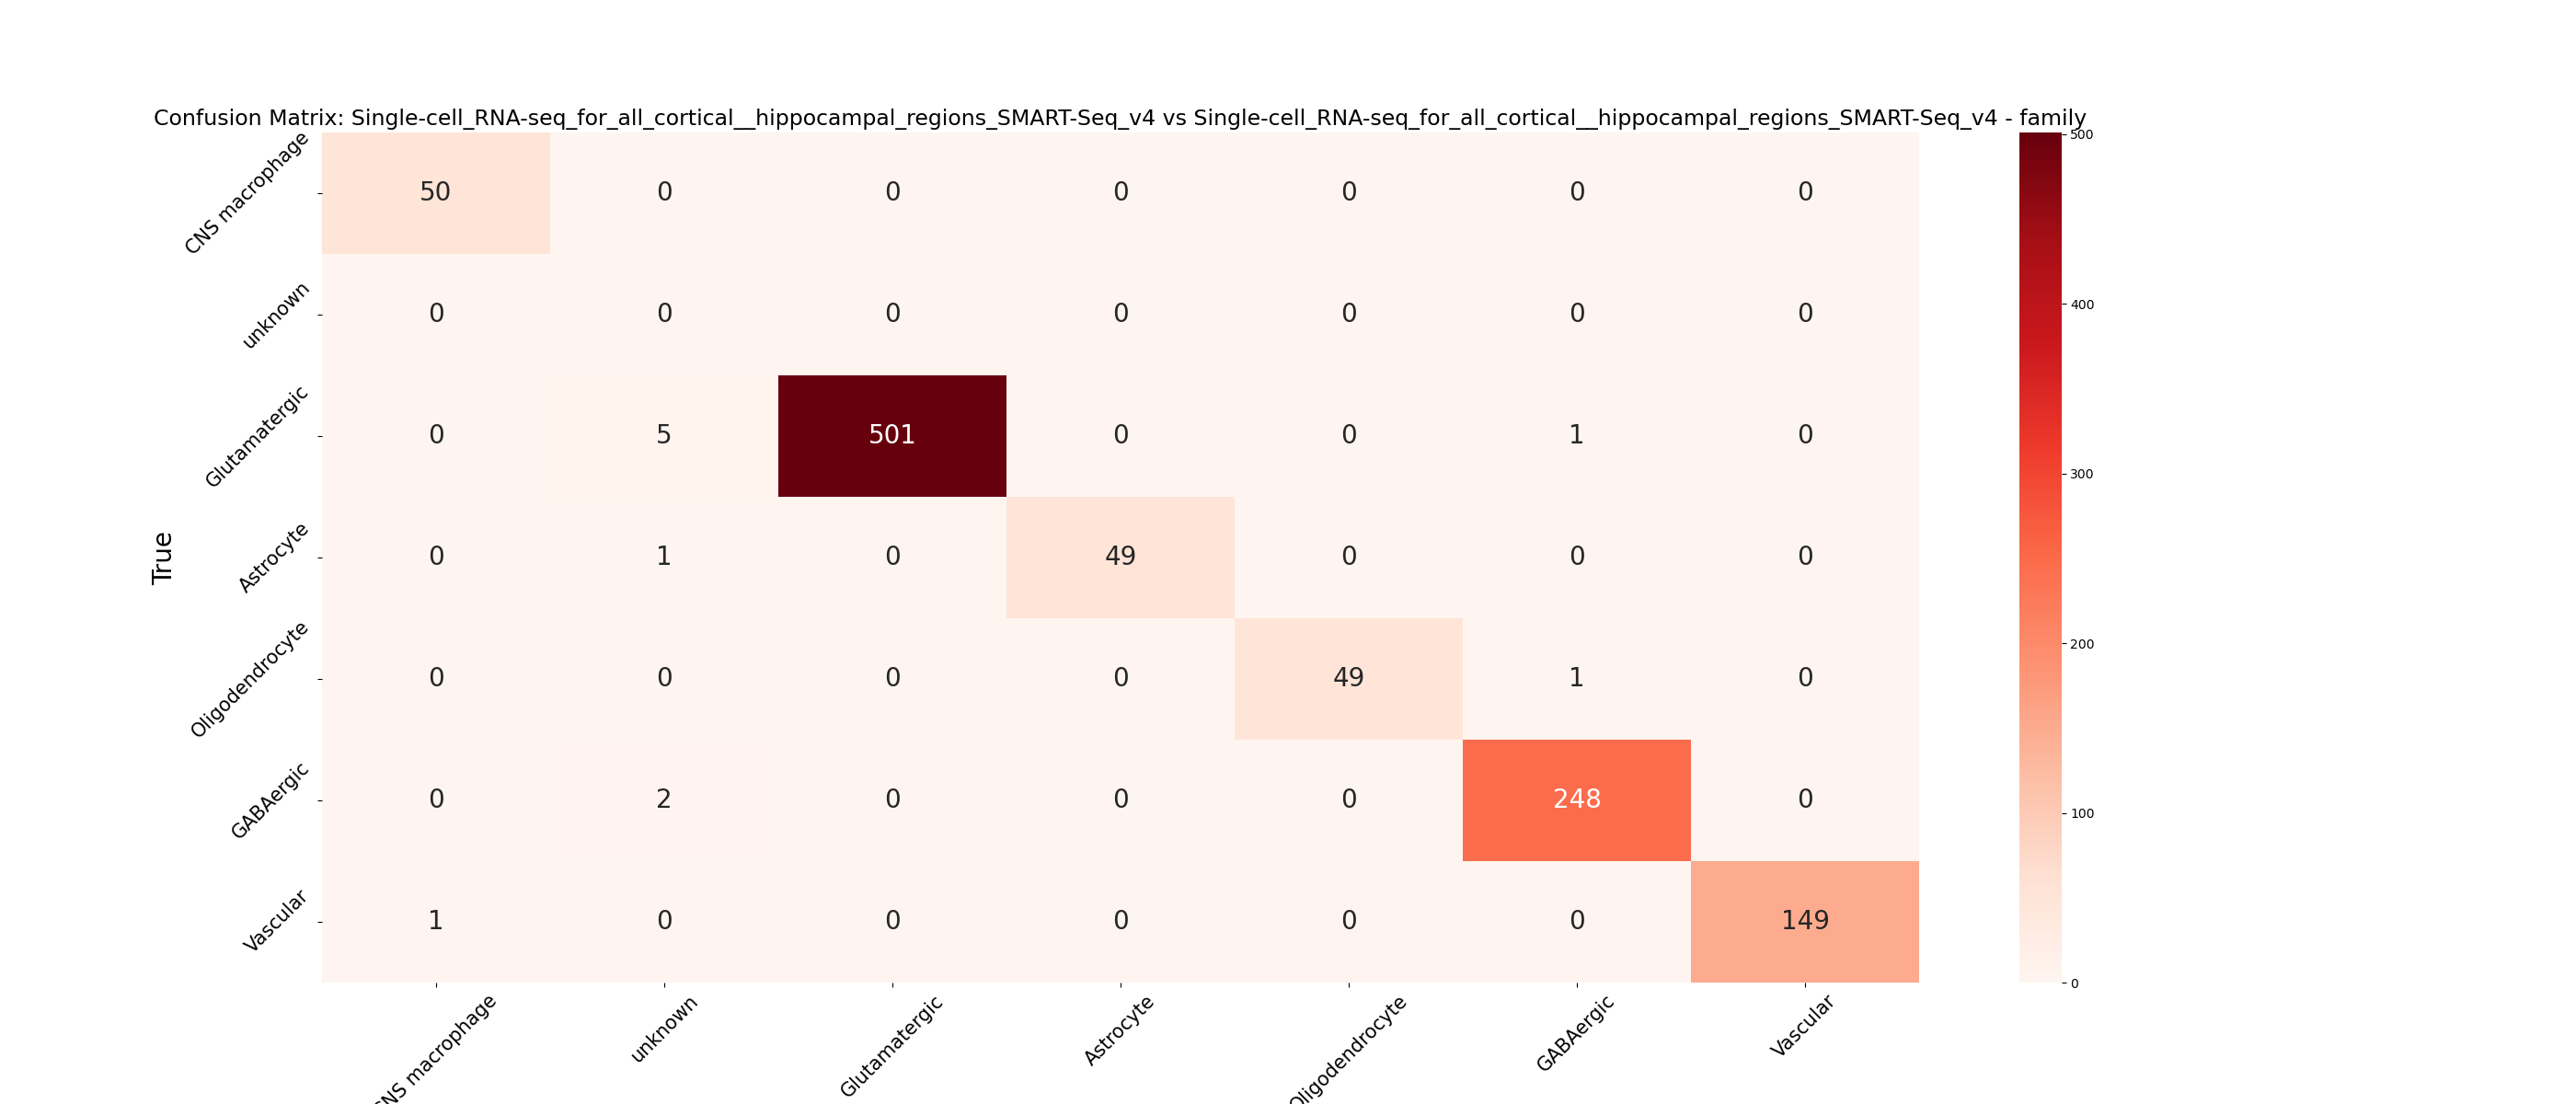 Confusion Matrix: Single-cell_RNA-seq_for_all_cortical__hippocampal_regions_SMART-Seq_v4 vs Single-cell_RNA-seq_for_all_cortical__hippocampal_regions_SMART-Seq_v4 - family
True
CNS macrophage 50 0 0 0 0 0 0
unknown 0 0 0 0 0 0 0
Glutamatergic 0 5 501 0 0 1 0
Astrocyte 0 1 0 49 0 0 0
Oligodendrocyte 0 0 0 0 49 1 0
GABAergic 0 2 0 0 0 248 0
Vascular 1 0 0 0 0 0 149
CNS macrophage unknown Glutamatergic Astrocyte Oligodendrocyte GABAergic Vascular
500
400
300
200
100
0